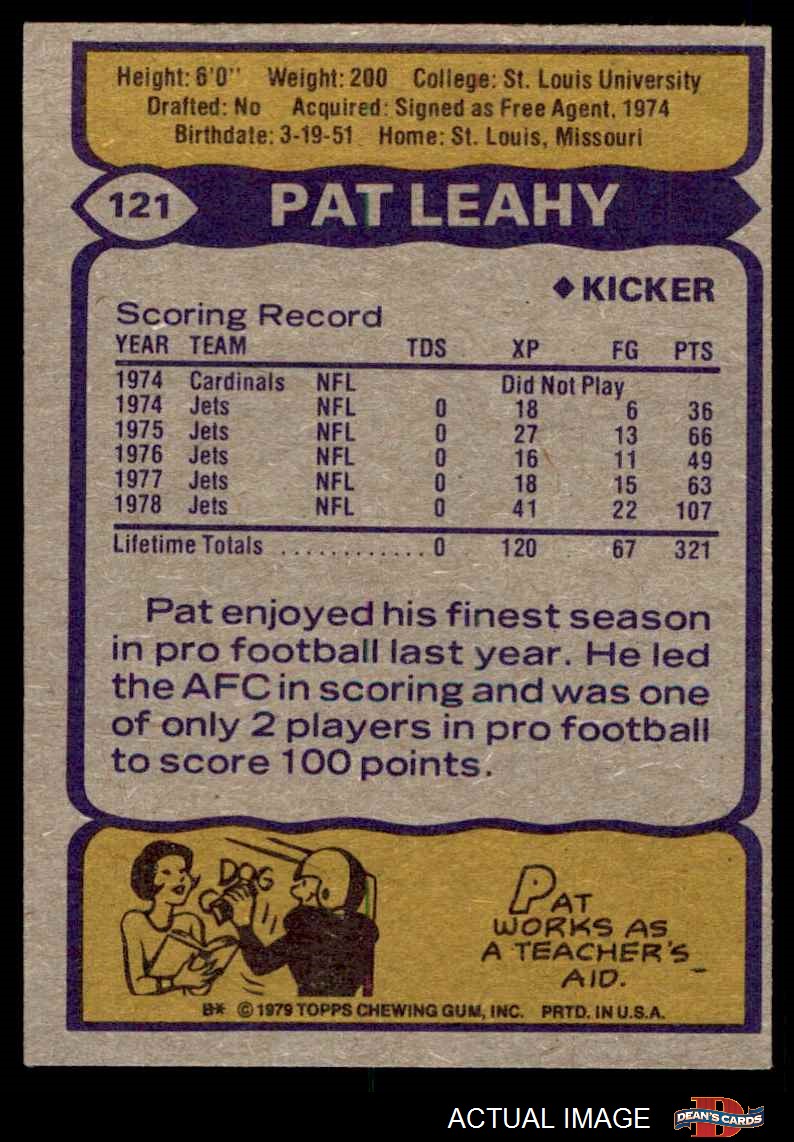 Height: 6'0" Weight: 200 College: St. Louis University
Drafted: No Acquired: Signed as Free Agent, 1974
Birthdate: 3-19-51 Home: St. Louis, Missouri
121 PAT LEAHY
◆ KICKER
Scoring Record
YEAR TEAM TDS XP FG PTS
1974 Cardinals NFL Did Not Play
1974 Jets NFL 0 18 6 36
1975 Jets NFL 0 27 13 66
1976 Jets NFL 0 16 11 49
1977 Jets NFL 0 18 15 63
1978 Jets NFL 0 41 22 107
Lifetime Totals ............. 0 120 67 321
Pat enjoyed his finest season
in pro football last year. He led
the AFC in scoring and was one
of only 2 players in pro football
to score 100 points.
DOG
PAT
WORKS AS
A TEACHER'S
AID.
B* © 1979 TOPPS CHEWING GUM, INC. PRTD. IN U.S.A.
ACTUAL IMAGE
D
DEAN'S CARDS